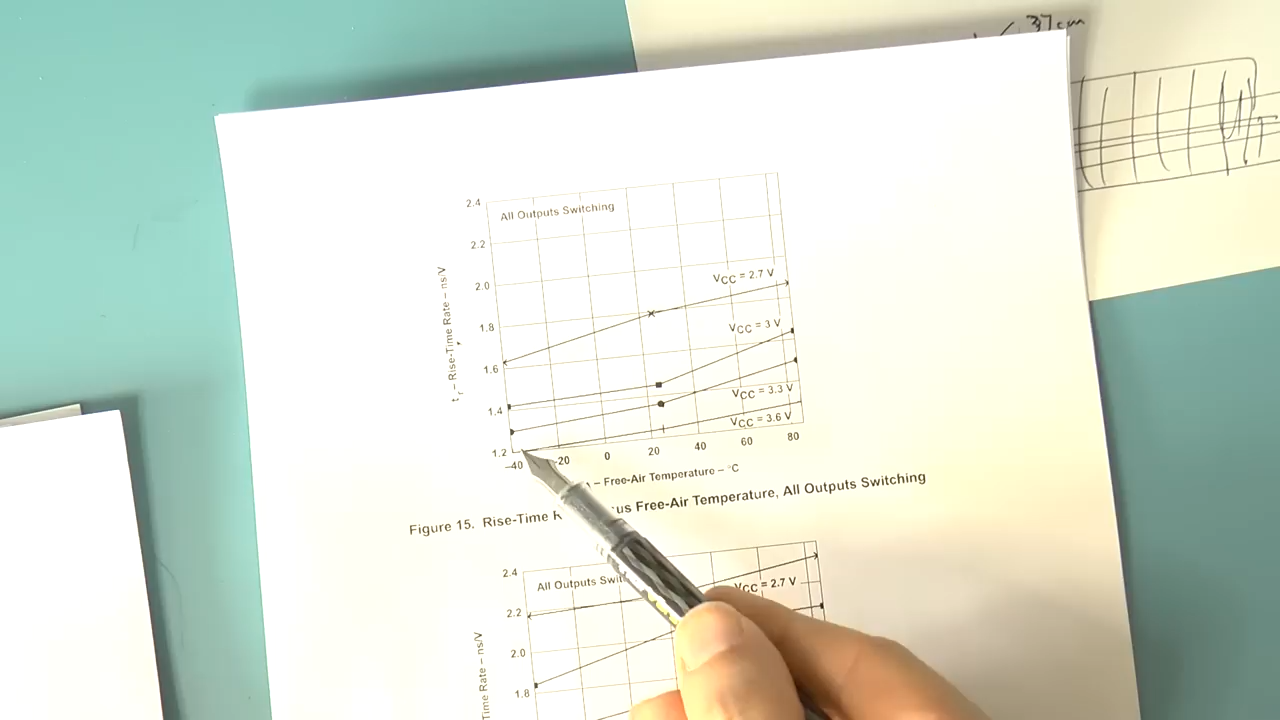 37cm
2.4
All Outputs Switching
2.2
2.0
VCC = 2.7 V
1.8
VCC = 3 V
1.6
1.4
VCC = 3.3 V
VCC = 3.6 V
1.2
–40
–20
0
20
40
60
80
tr – Rise-Time Rate – ns/V
– Free-Air Temperature – °C
Figure 15. Rise-Time Free-Air Temperature, All Outputs Switching
2.4
All Outputs
VCC = 2.7 V
2.2
2.0
1.8
Time Rate – ns/V